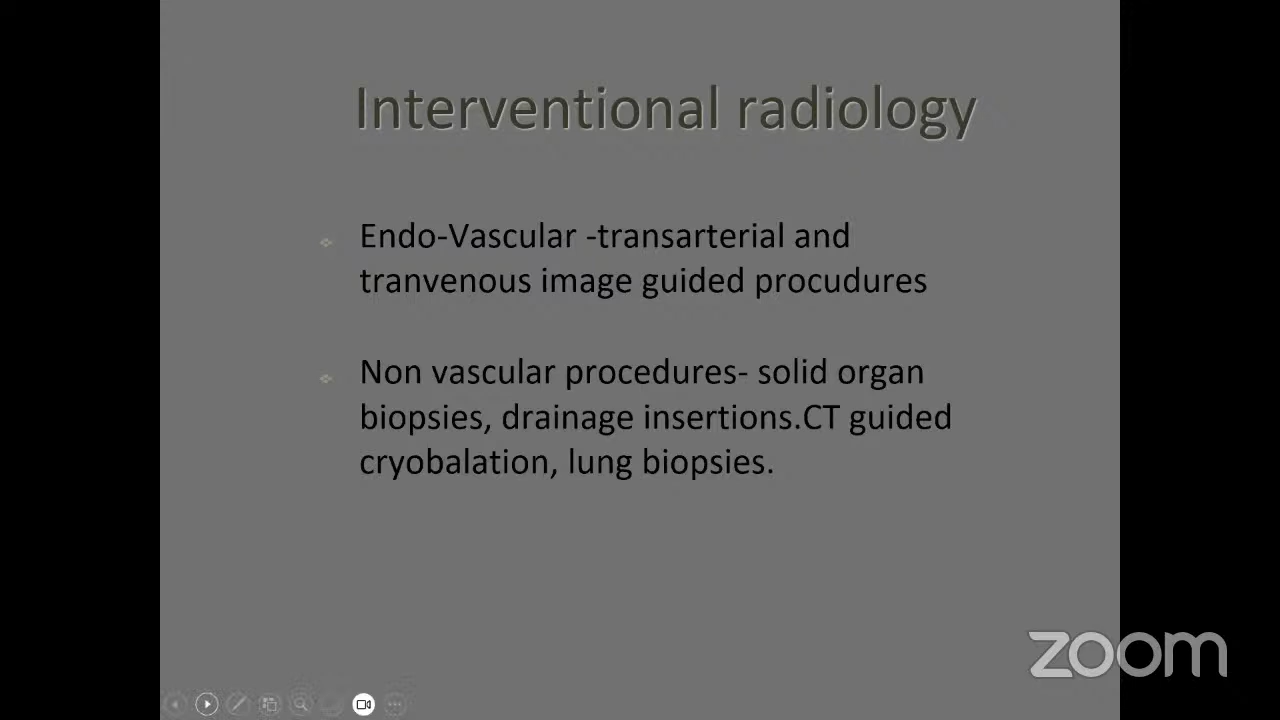 Interventional radiology
Endo-Vascular -transarterial and
tranvenous image guided procudures
Non vascular procedures- solid organ
biopsies, drainage insertions.CT guided
cryobalation, lung biopsies.
zoom